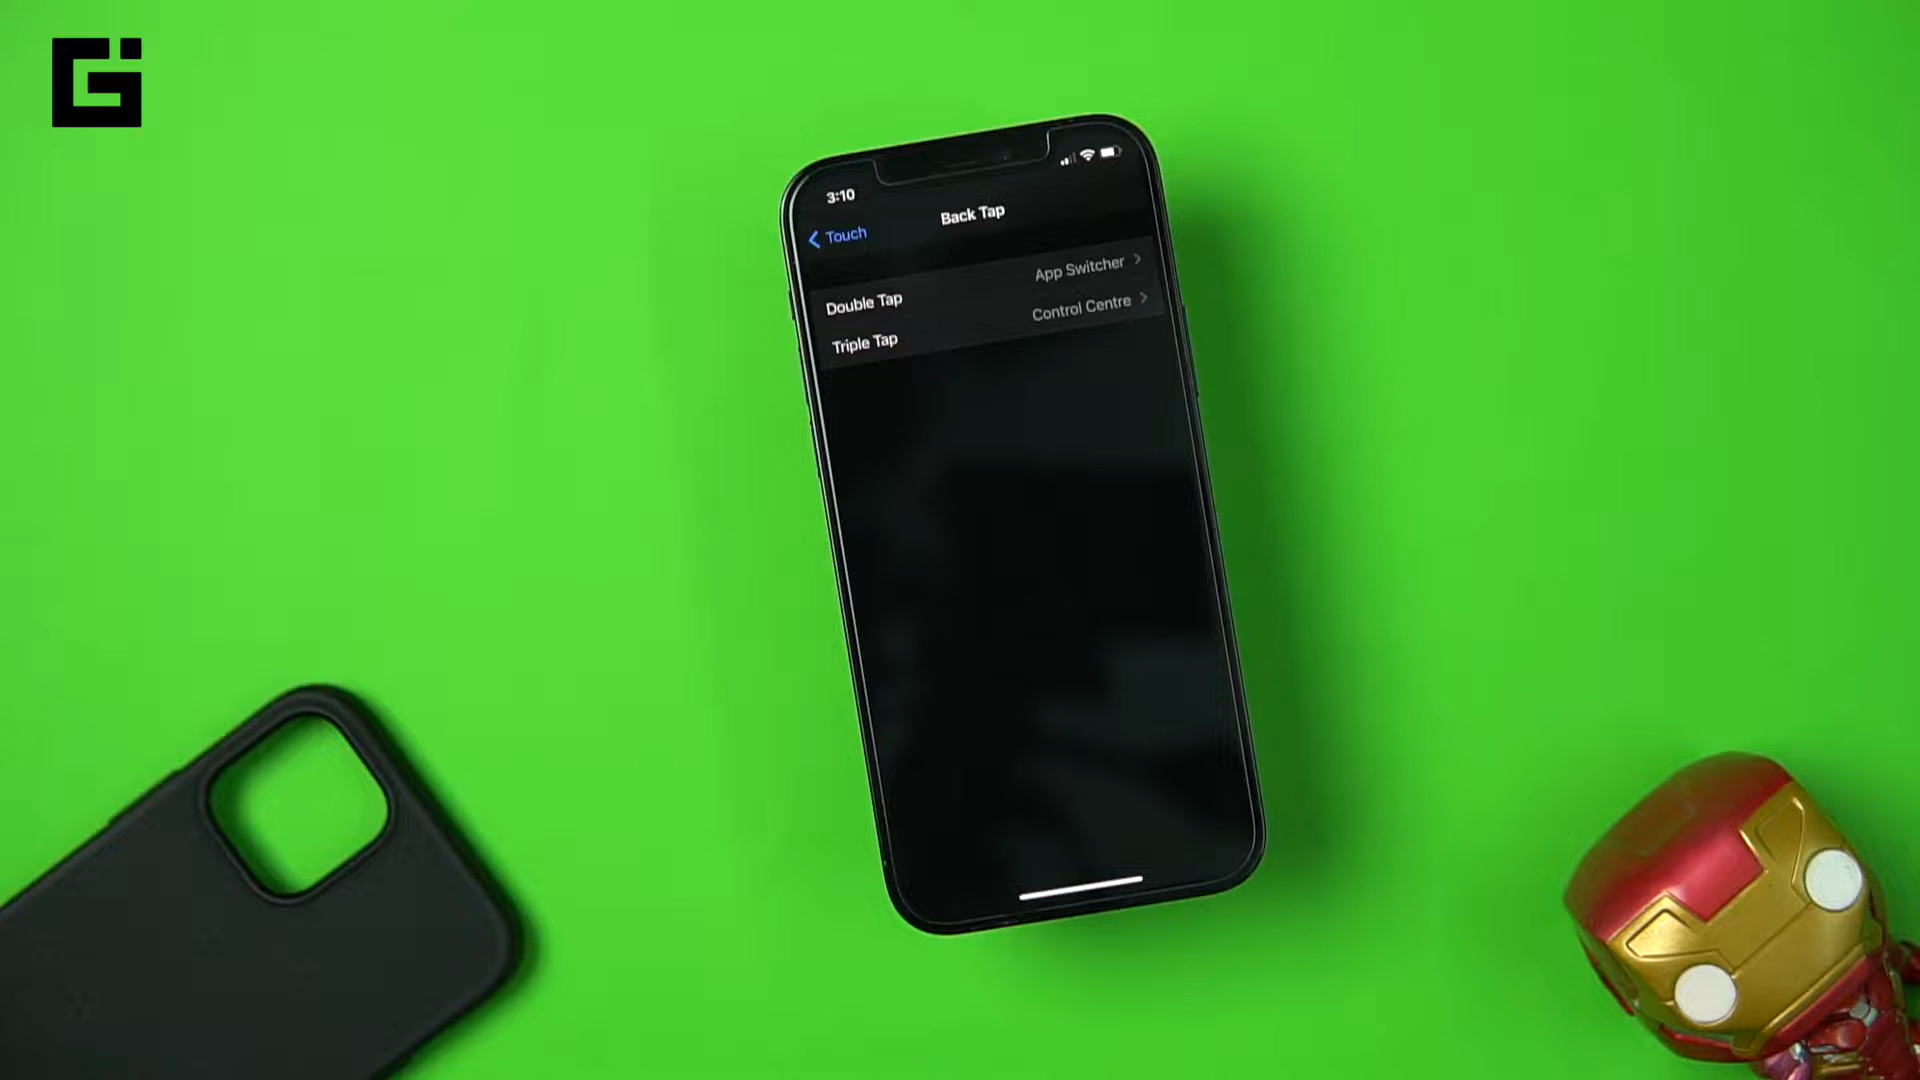 3:10
Touch
Back Tap
Double Tap
App Switcher
Triple Tap
Control Centre